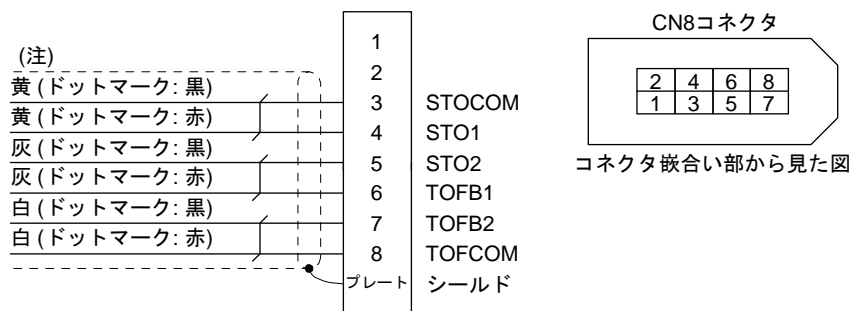 (注)
黄 (ドットマーク: 黒)
黄 (ドットマーク: 赤)
灰 (ドットマーク: 黒)
灰 (ドットマーク: 赤)
白 (ドットマーク: 黒)
白 (ドットマーク: 赤)
1
2
3 STOCOM
4 STO1
5 STO2
6 TOFB1
7 TOFB2
8 TOFCOM
プレート シールド
CN8コネクタ
2 4 6 8
1 3 5 7
コネクタ嵌合い部から見た図